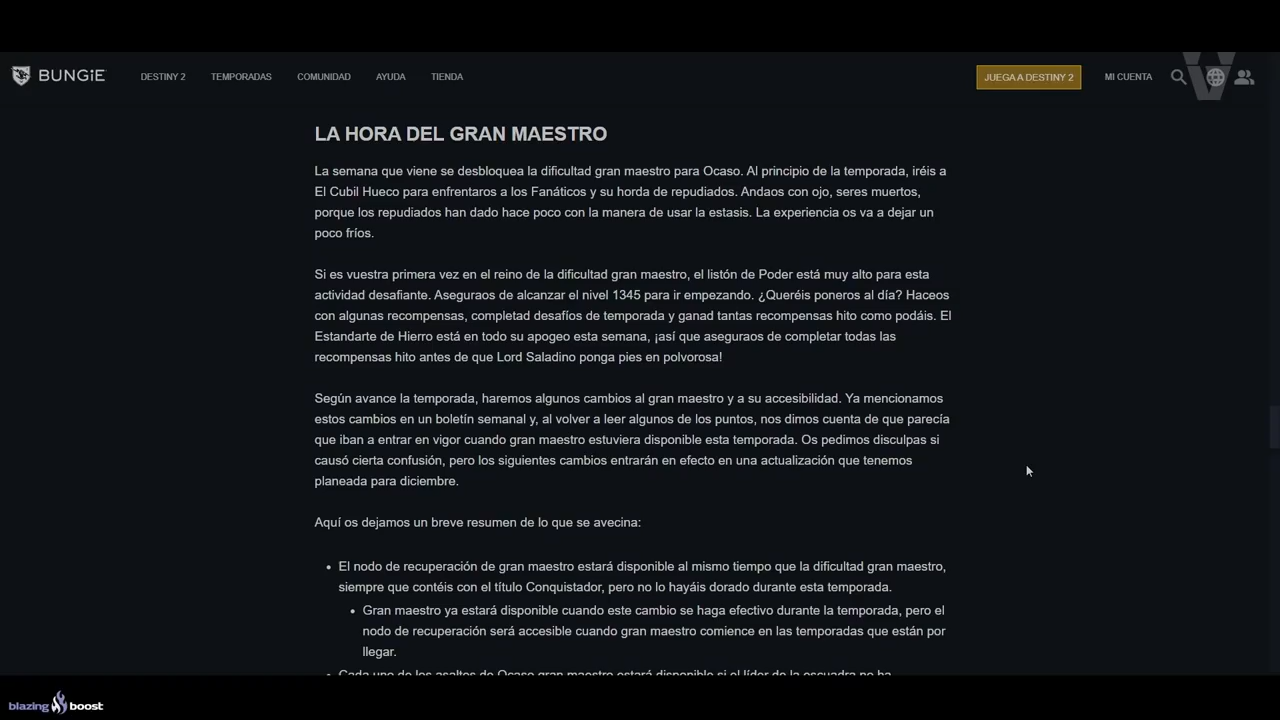 BUNGiE DESTINY 2 TEMPORADAS COMUNIDAD AYUDA TIENDA JUEGA A DESTINY 2 MI CUENTA
LA HORA DEL GRAN MAESTRO
La semana que viene se desbloquea la dificultad gran maestro para Ocaso. Al principio de la temporada, iréis a
El Cubil Hueco para enfrentaros a los Fanáticos y su horda de repudiados. Andaos con ojo, seres muertos,
porque los repudiados han dado hace poco con la manera de usar la estasis. La experiencia os va a dejar un
poco fríos.
Si es vuestra primera vez en el reino de la dificultad gran maestro, el listón de Poder está muy alto para esta
actividad desafiante. Aseguraos de alcanzar el nivel 1345 para ir empezando. ¿Queréis poneros al día? Haceos
con algunas recompensas, completad desafíos de temporada y ganad tantas recompensas hito como podáis. El
Estandarte de Hierro está en todo su apogeo esta semana, ¡así que aseguraos de completar todas las
recompensas hito antes de que Lord Saladino ponga pies en polvorosa!
Según avance la temporada, haremos algunos cambios al gran maestro y a su accesibilidad. Ya mencionamos
estos cambios en un boletín semanal y, al volver a leer algunos de los puntos, nos dimos cuenta de que parecía
que iban a entrar en vigor cuando gran maestro estuviera disponible esta temporada. Os pedimos disculpas si
causó cierta confusión, pero los siguientes cambios entrarán en efecto en una actualización que tenemos
planeada para diciembre.
Aquí os dejamos un breve resumen de lo que se avecina:
• El nodo de recuperación de gran maestro estará disponible al mismo tiempo que la dificultad gran maestro,
siempre que contéis con el título Conquistador, pero no lo hayáis dorado durante esta temporada.
• Gran maestro ya estará disponible cuando este cambio se haga efectivo durante la temporada, pero el
nodo de recuperación será accesible cuando gran maestro comience en las temporadas que están por
llegar.
• Cada uno de los asaltos de Ocaso gran maestro estará disponible si el líder de la escuadra no ha
blazing boost